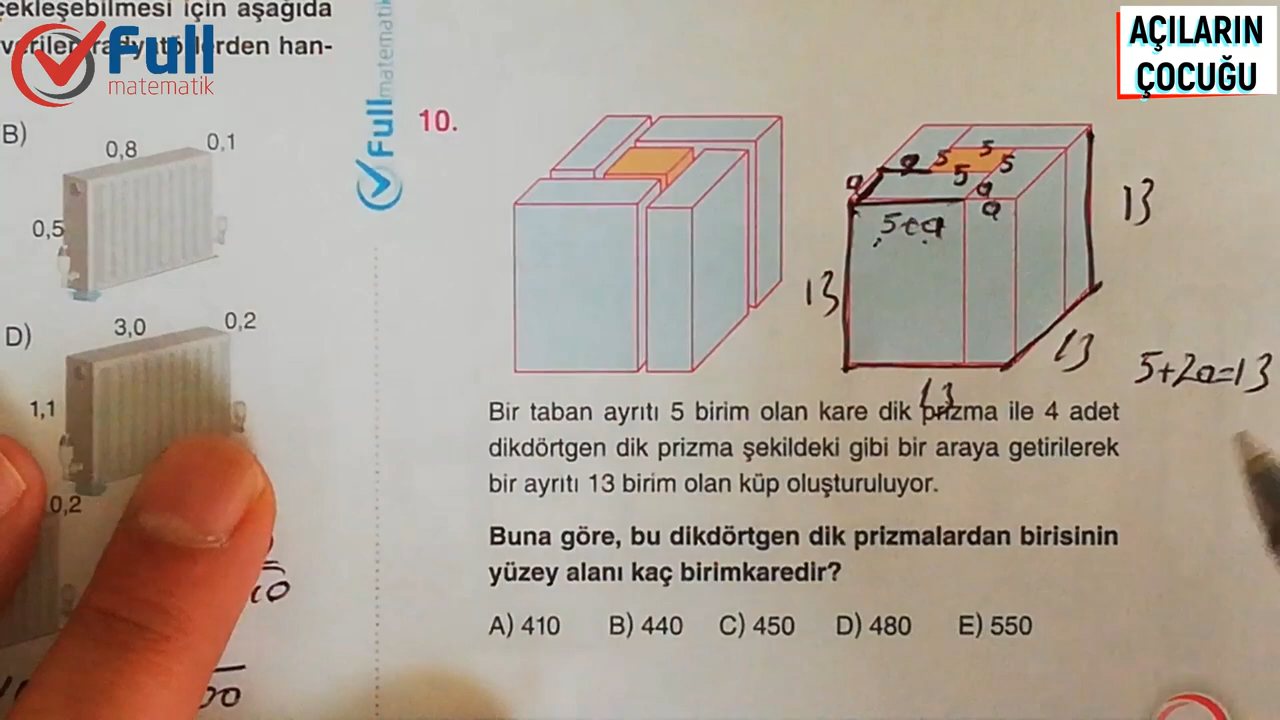 çekleşebilmesi için aşağıda
verilen radyatörlerden han-
Full
matematik
B)
0,8
0,1
0,5
D)
3,0
0,2
1,1
0,2
Full matematik
AÇILARIN
ÇOCUĞU
10.
a
a
5
5
5
5
a
a
5+a
13
13
13
13
5+2a=13
Bir taban ayrıtı 5 birim olan kare dik prizma ile 4 adet
dikdörtgen dik prizma şekildeki gibi bir araya getirilerek
bir ayrıtı 13 birim olan küp oluşturuluyor.
Buna göre, bu dikdörtgen dik prizmalardan birisinin
yüzey alanı kaç birimkaredir?
A) 410 B) 440 C) 450 D) 480 E) 550